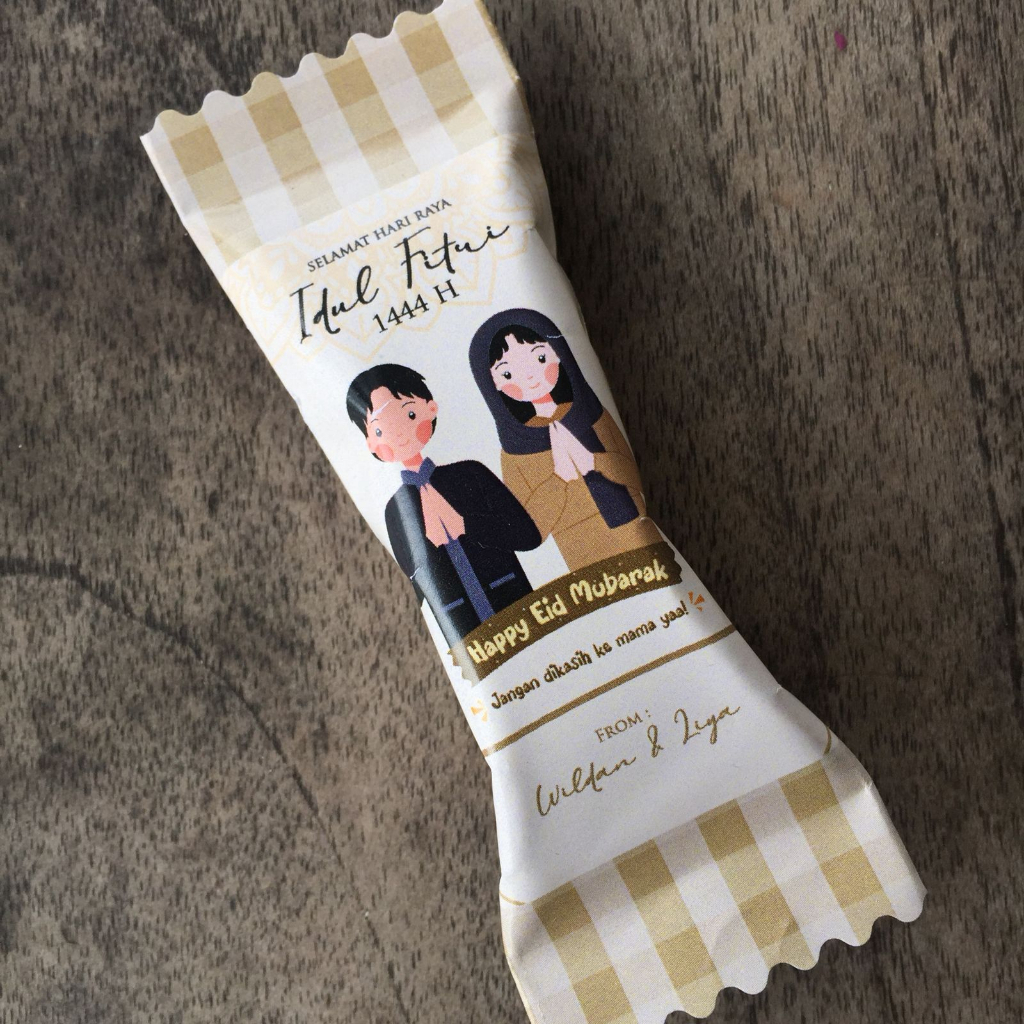 SELAMAT HARI RAYA
Idul Fitri
1444 H
Happy Eid Mubarak
Jangan dikasih ke mama yaa!
FROM :
Wildan & Liya